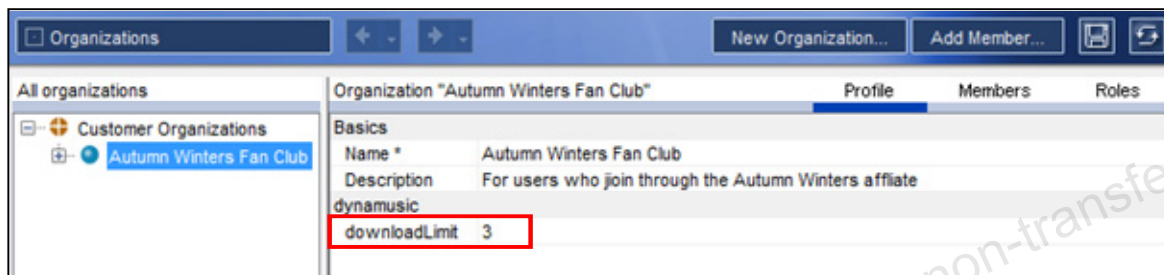 Organizations
New Organization...
Add Member...
All organizations
Organization "Autumn Winters Fan Club"
Profile
Members
Roles
Customer Organizations
Autumn Winters Fan Club
Basics
Name * Autumn Winters Fan Club
Description For users who jioin through the Autumn Winters affliate
dynamusic
downloadLimit 3